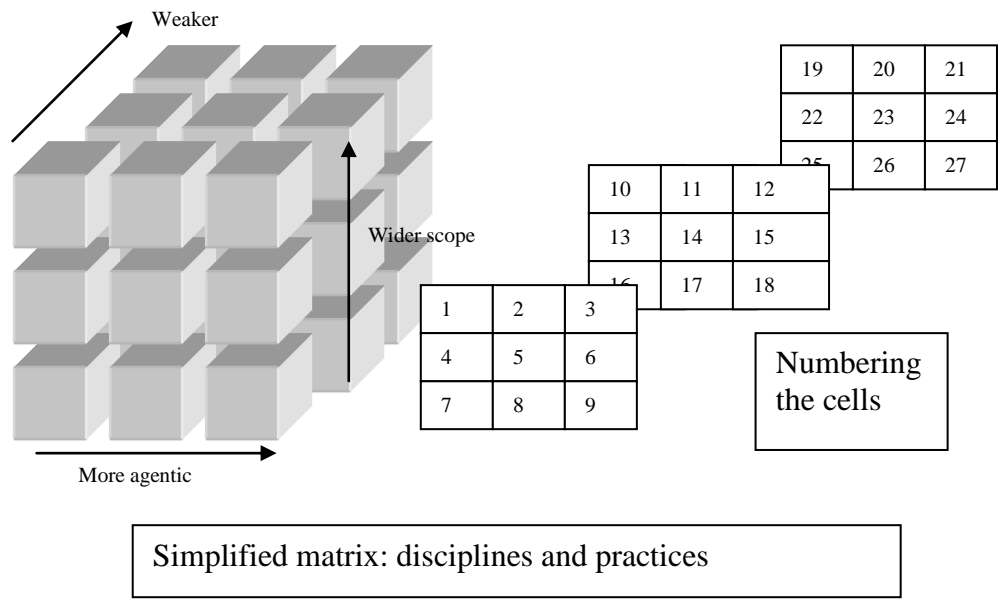 Weaker
19 20 21
22 23 24
25 26 27
10 11 12
13 14 15
16 17 18
Wider scope
1 2 3
4 5 6
7 8 9
More agentic
Numbering
the cells
Simplified matrix: disciplines and practices